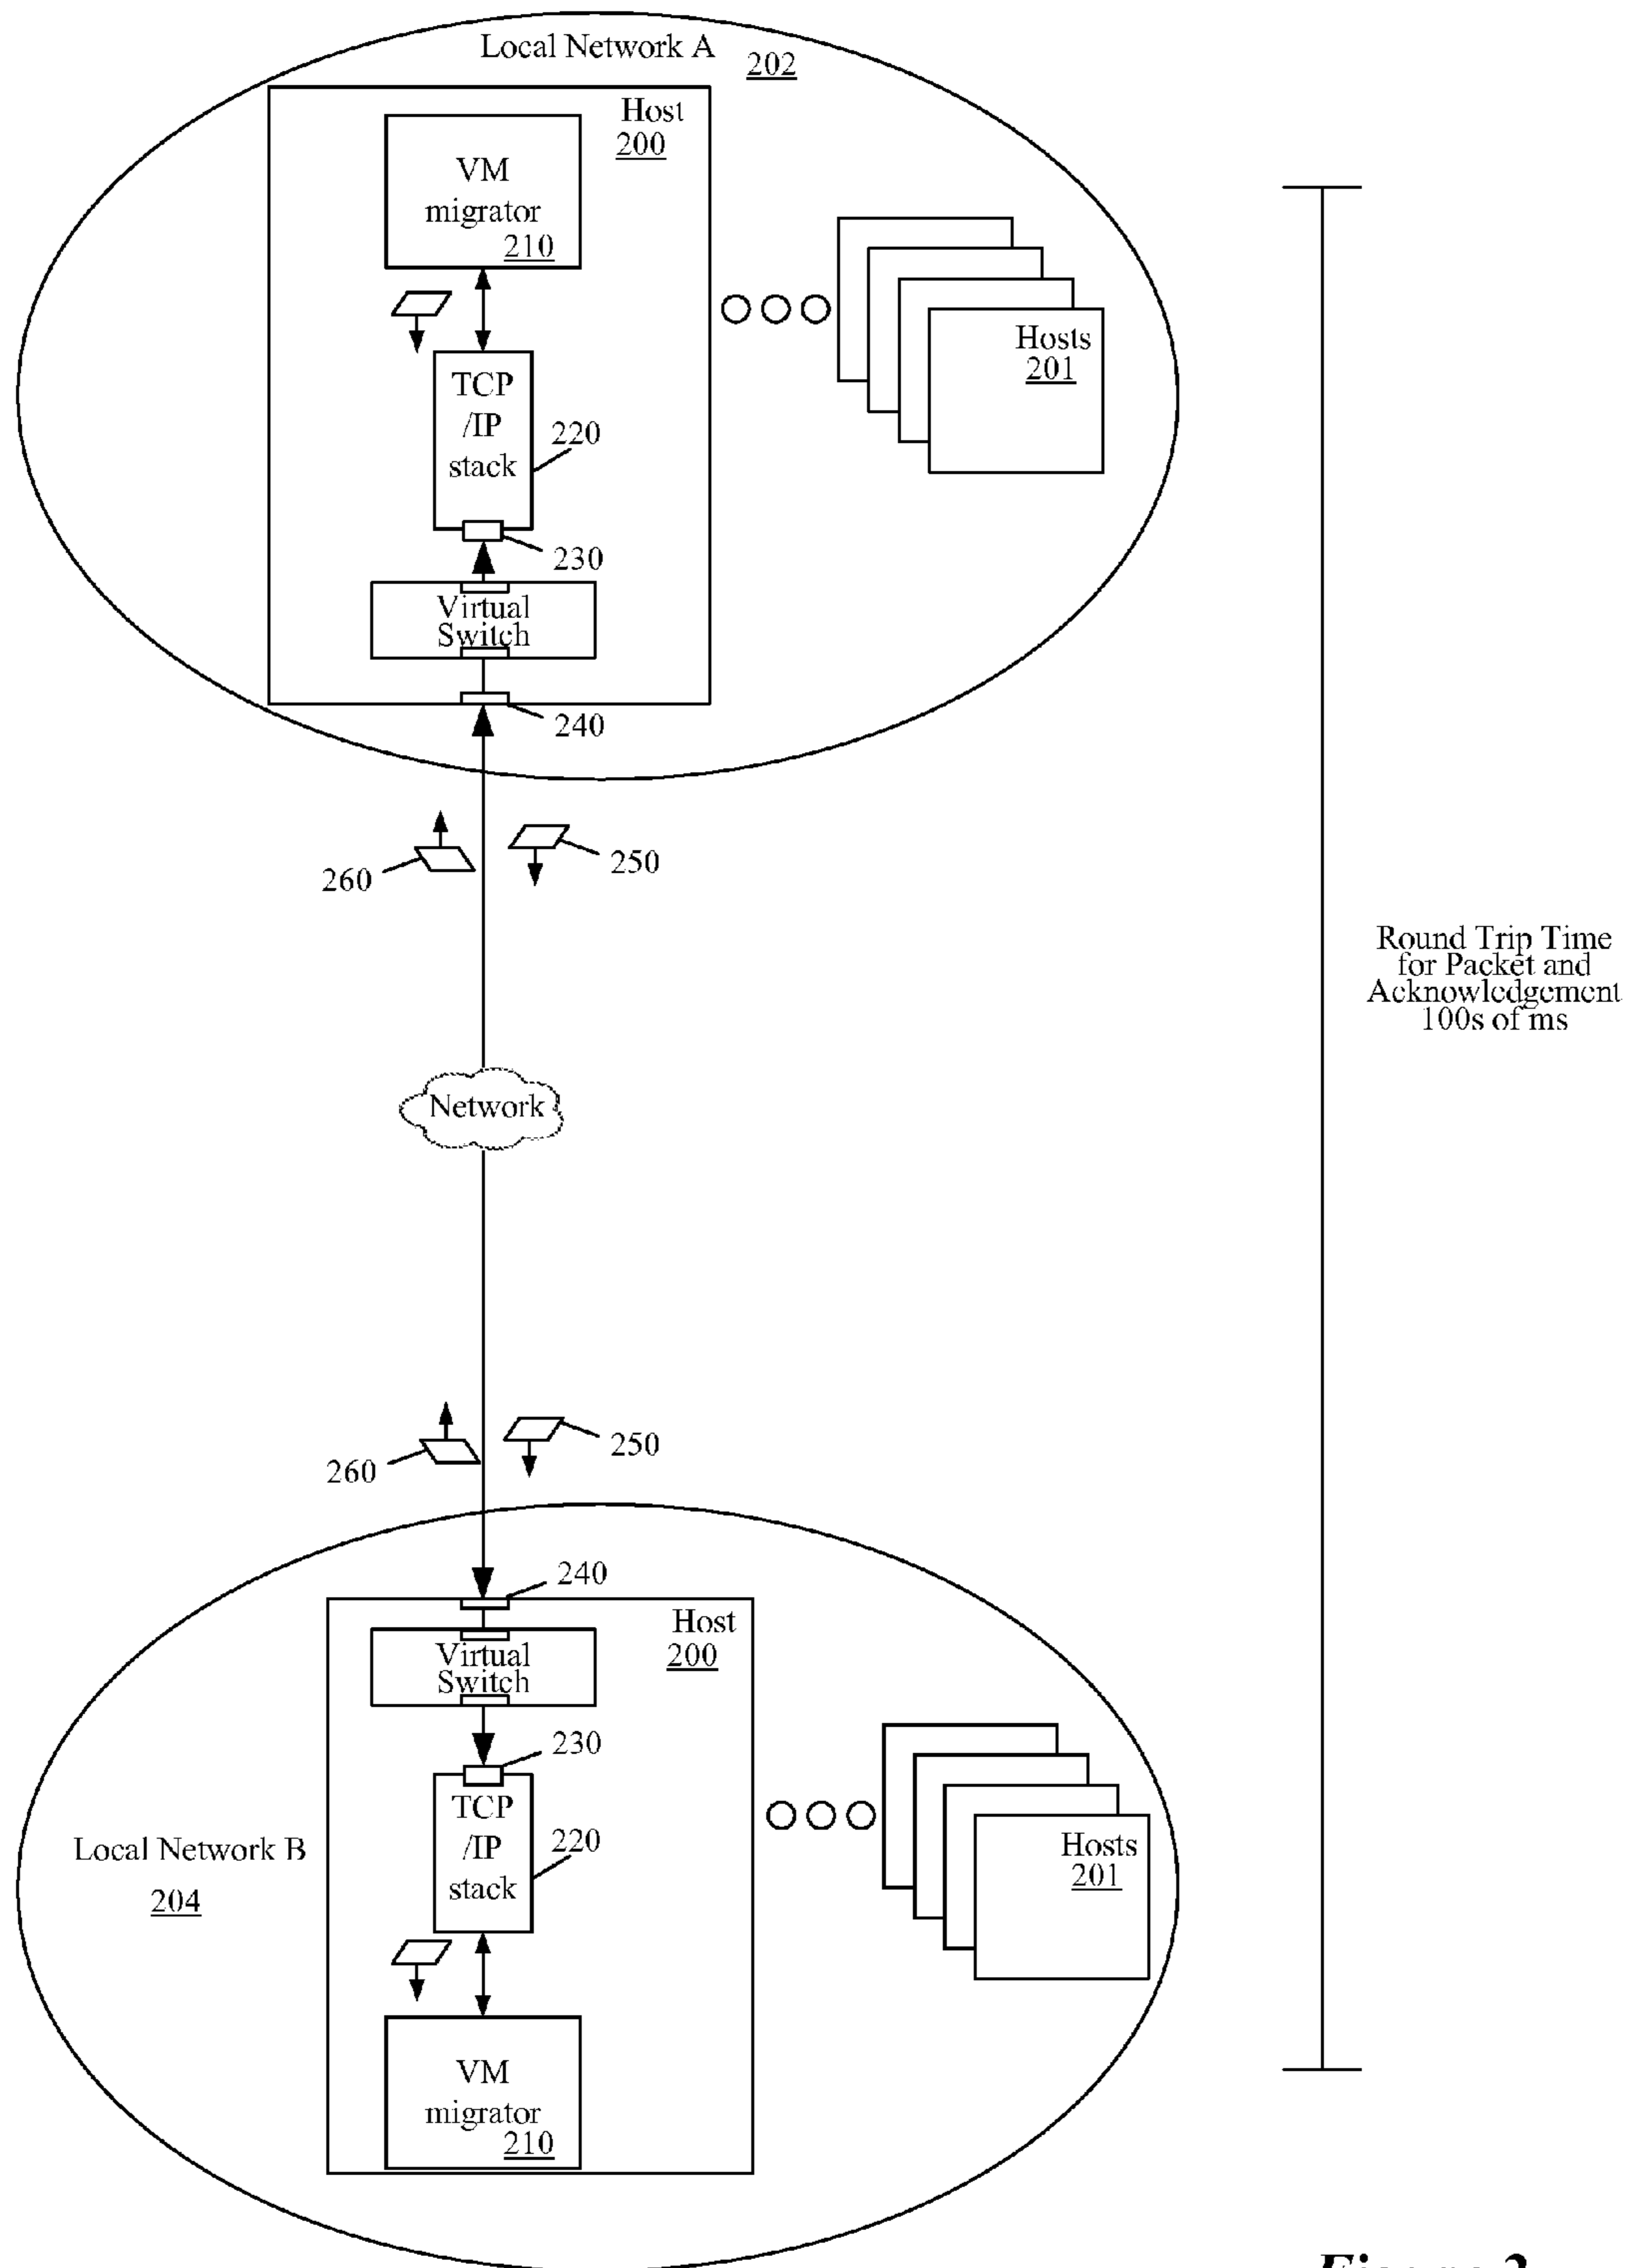 Local Network A
202
Host
200
VM
migrator
210
Hosts
201
TCP
/IP
stack
220
230
Virtual
Switch
240
260
250
Round Trip Time
for Packet and
Acknowledgement
100s of ms
Network
260
250
240
Host
200
Virtual
Switch
230
TCP
/IP
stack
220
Local Network B
204
Hosts
201
VM
migrator
210